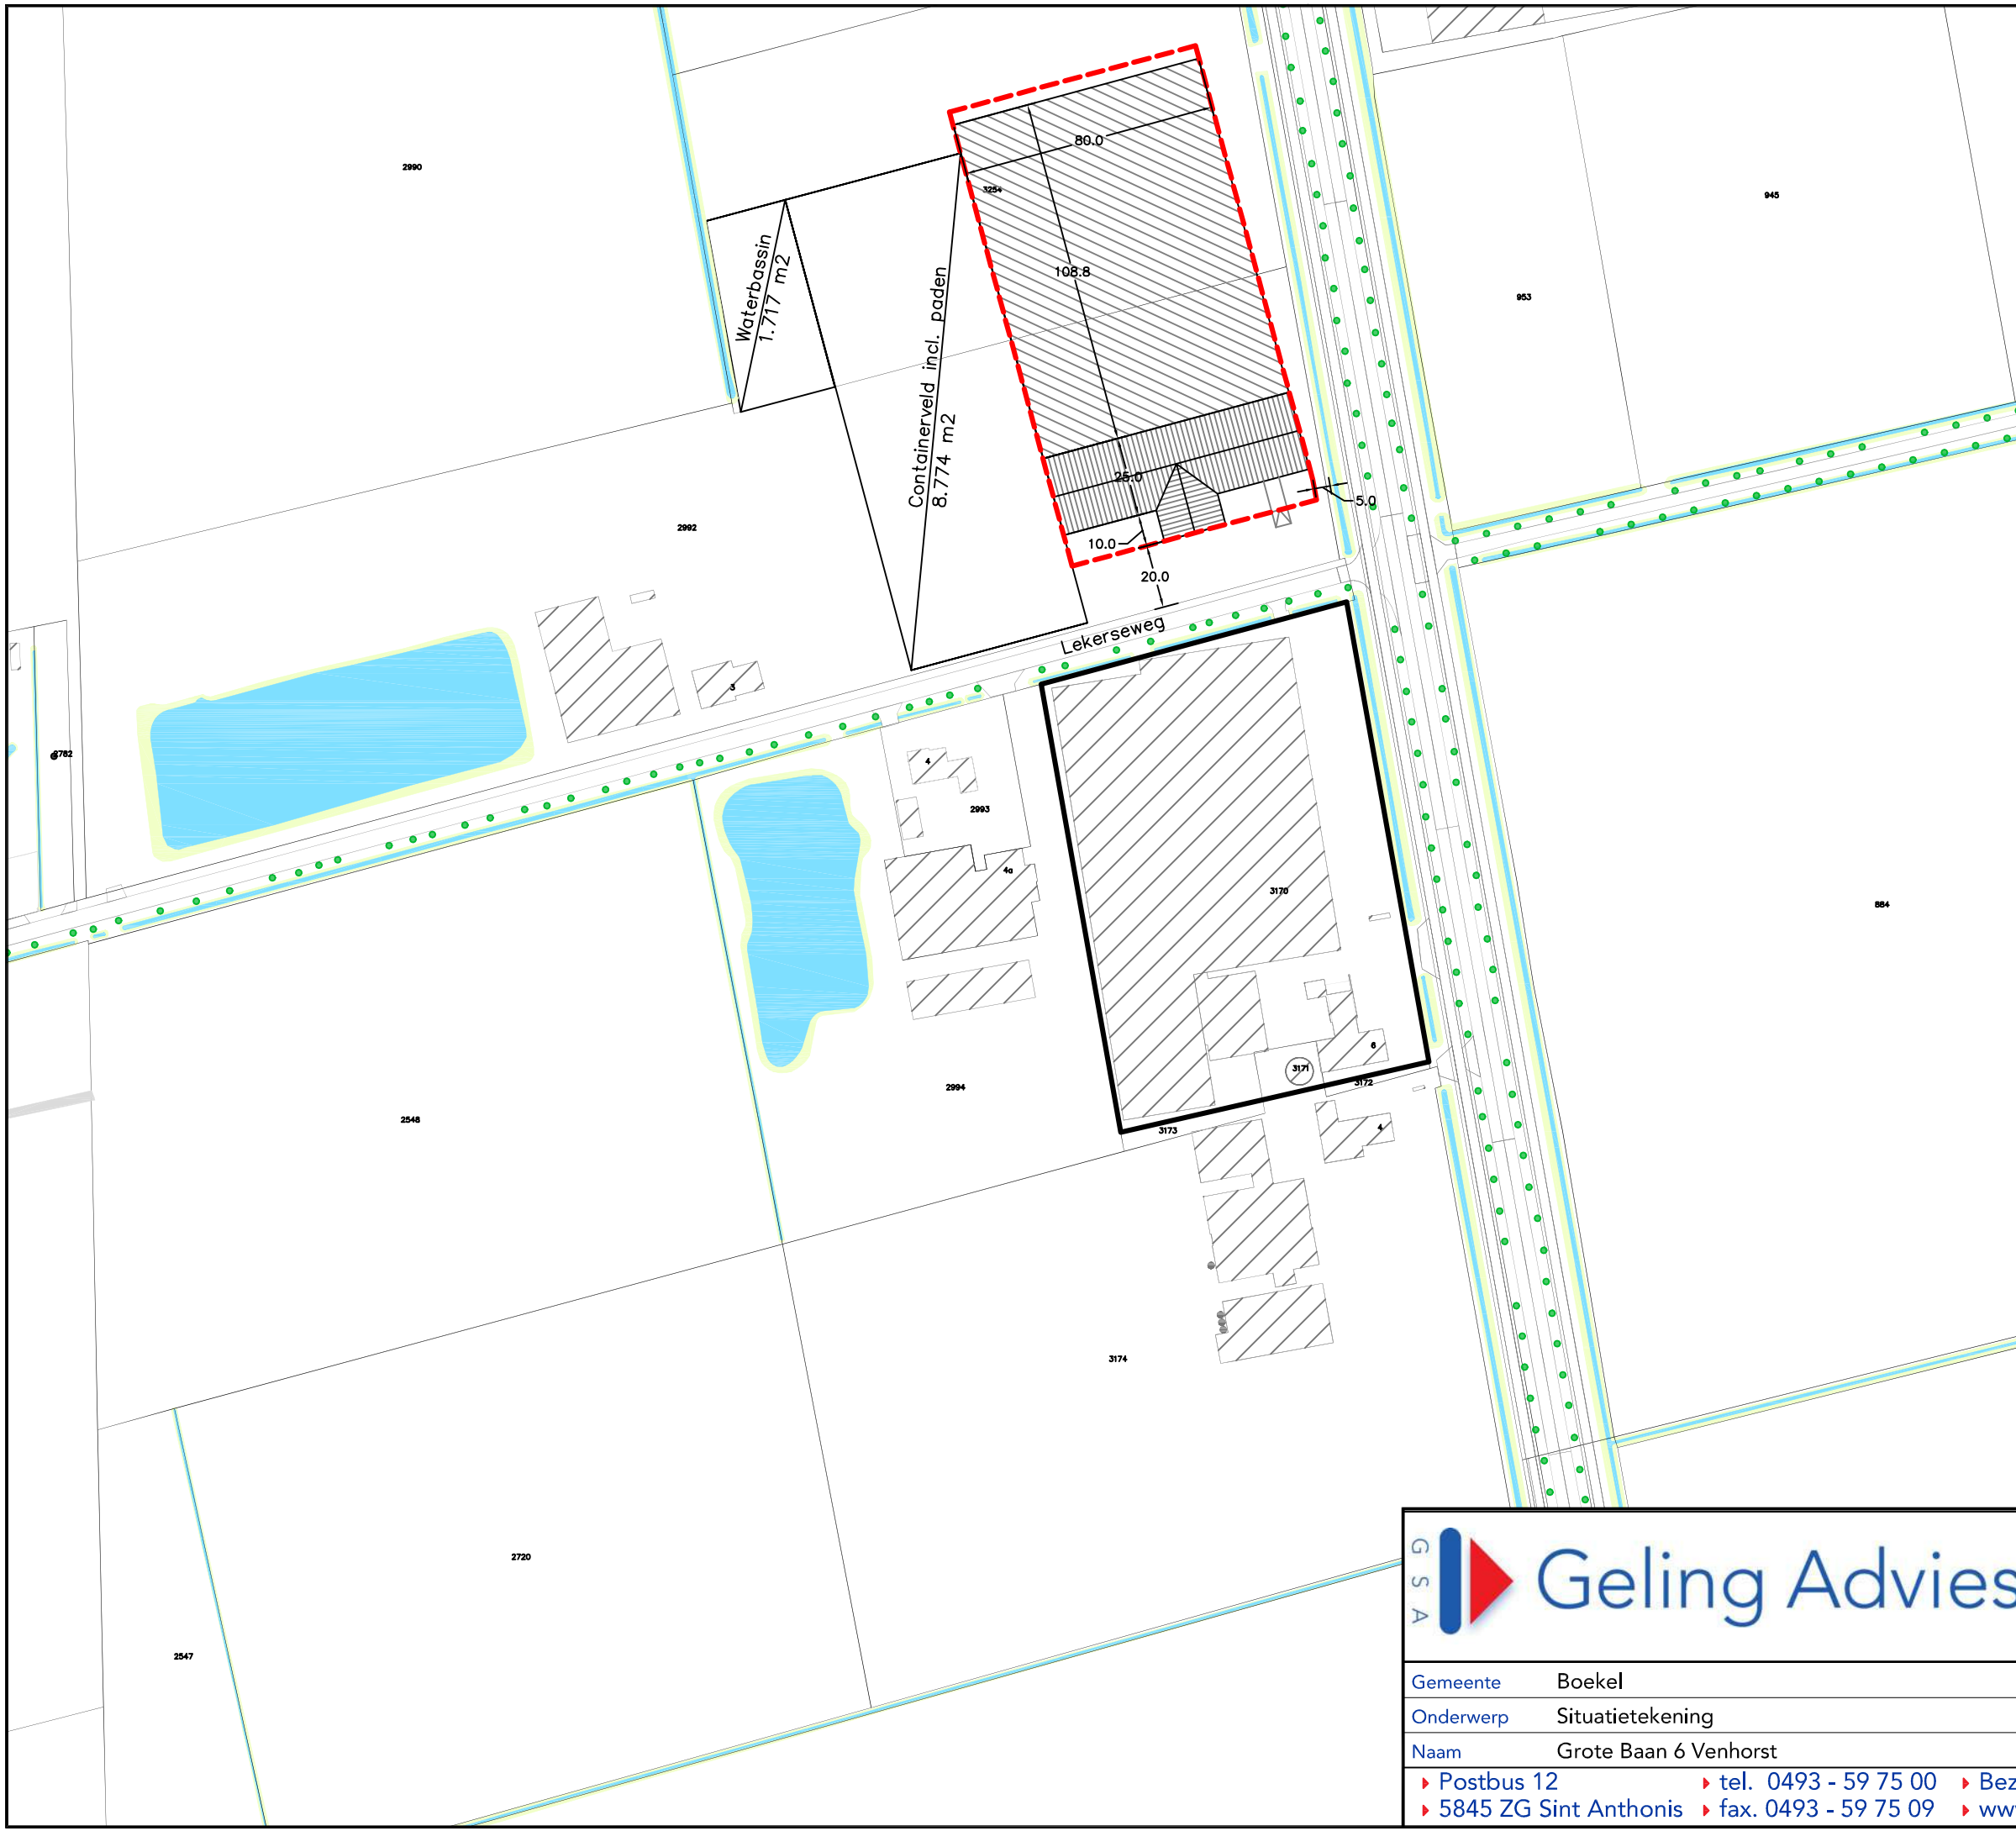 2990
945
80.0
3254
Waterbassin
1.717 m2
108.8
953
Containerveld incl. paden
8.774 m2
25.0
5.0
2992
10.0
20.0
Lekerseweg
3
2782
4
2993
4a
3170
884
6
3171
3172
2994
2548
3173
4
3174
2720
2547
G S A
Geling Advies
Gemeente Boekel
Onderwerp Situatietekening
Naam Grote Baan 6 Venhorst
Postbus 12 tel. 0493 - 59 75 00 Bez
5845 ZG Sint Anthonis fax. 0493 - 59 75 09